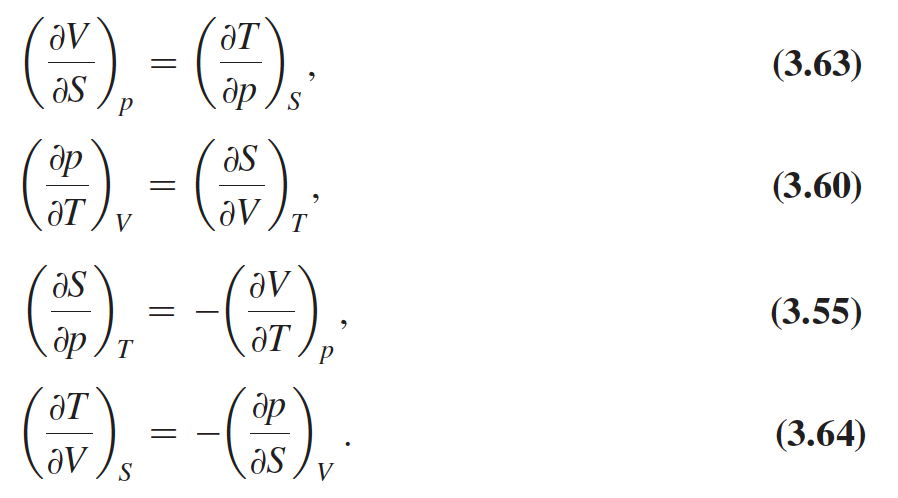 (∂V/∂S)_p = (∂T/∂p)_S, (3.63)
(∂p/∂T)_V = (∂S/∂V)_T, (3.60)
(∂S/∂p)_T = −(∂V/∂T)_p, (3.55)
(∂T/∂V)_S = −(∂p/∂S)_V. (3.64)